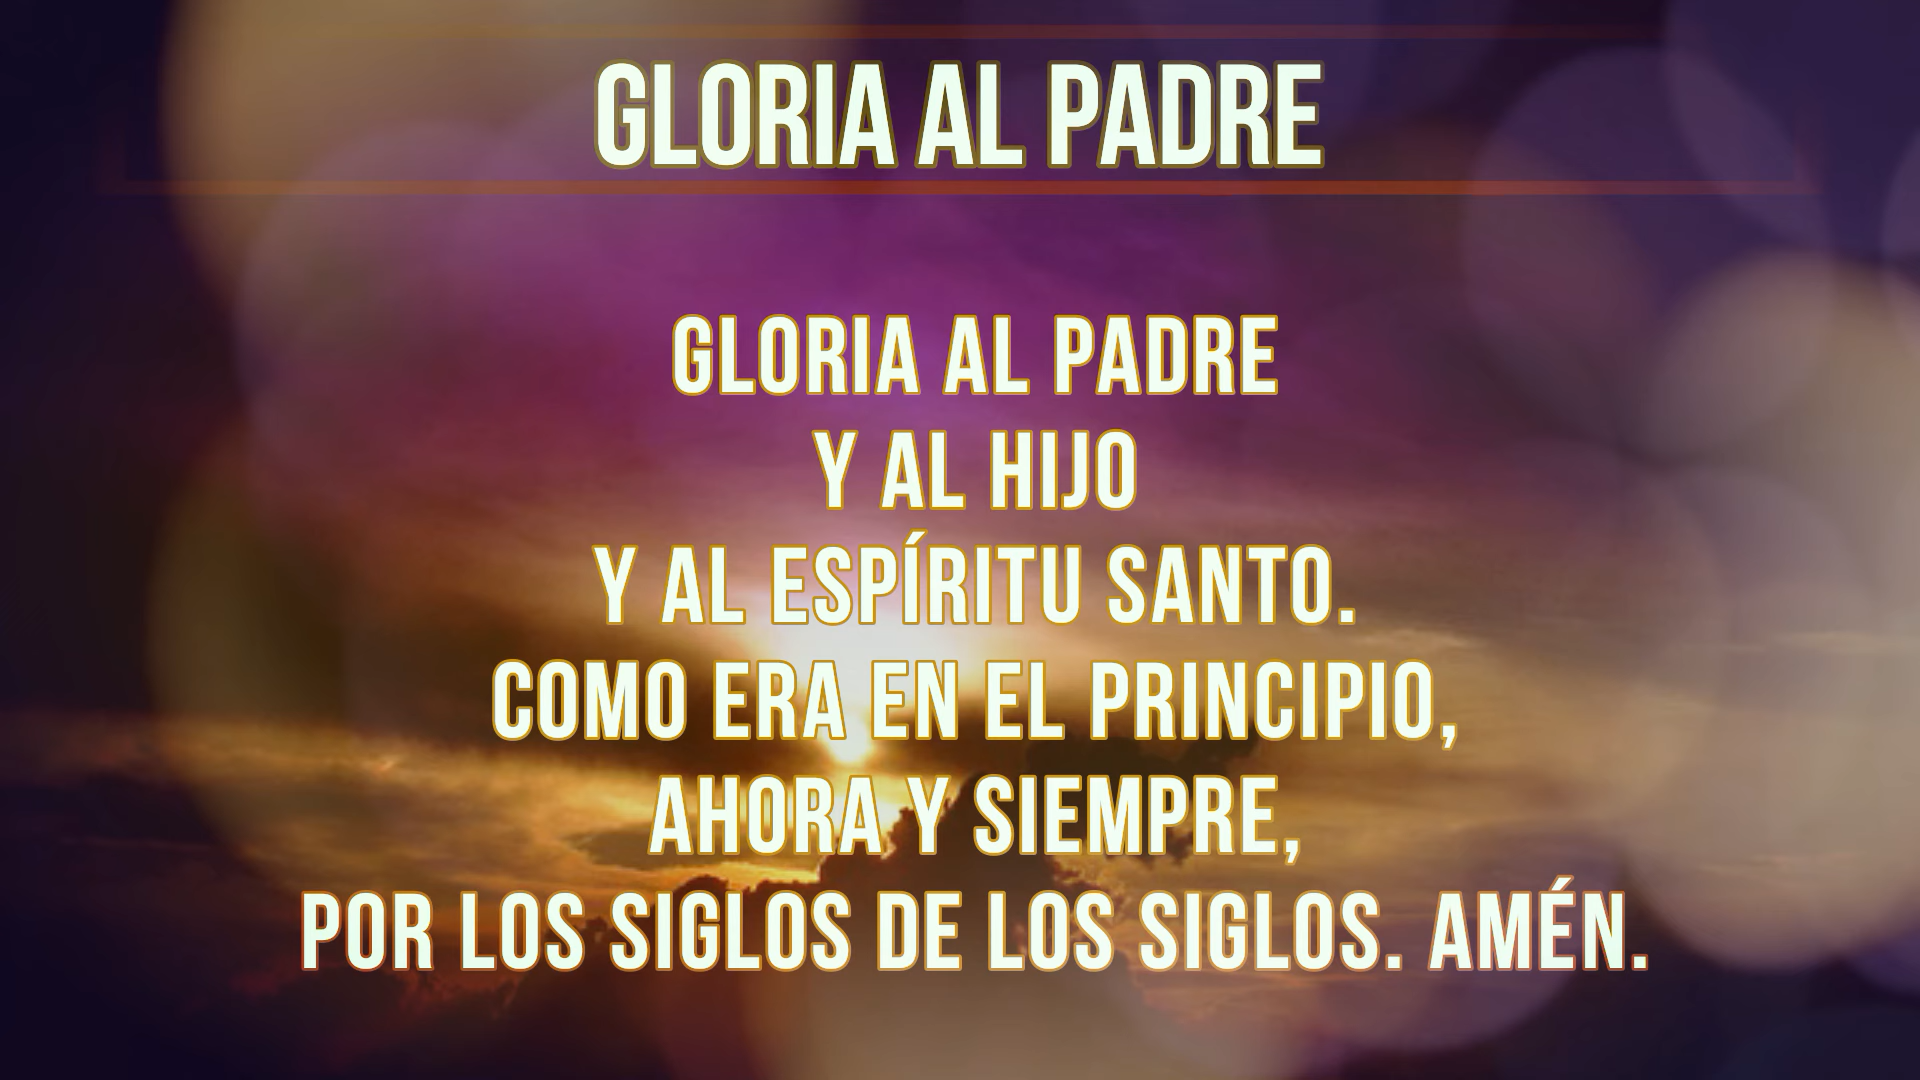 GLORIA AL PADRE
GLORIA AL PADRE
Y AL HIJO
Y AL ESPÍRITU SANTO.
COMO ERA EN EL PRINCIPIO,
AHORA Y SIEMPRE,
POR LOS SIGLOS DE LOS SIGLOS. AMÉN.